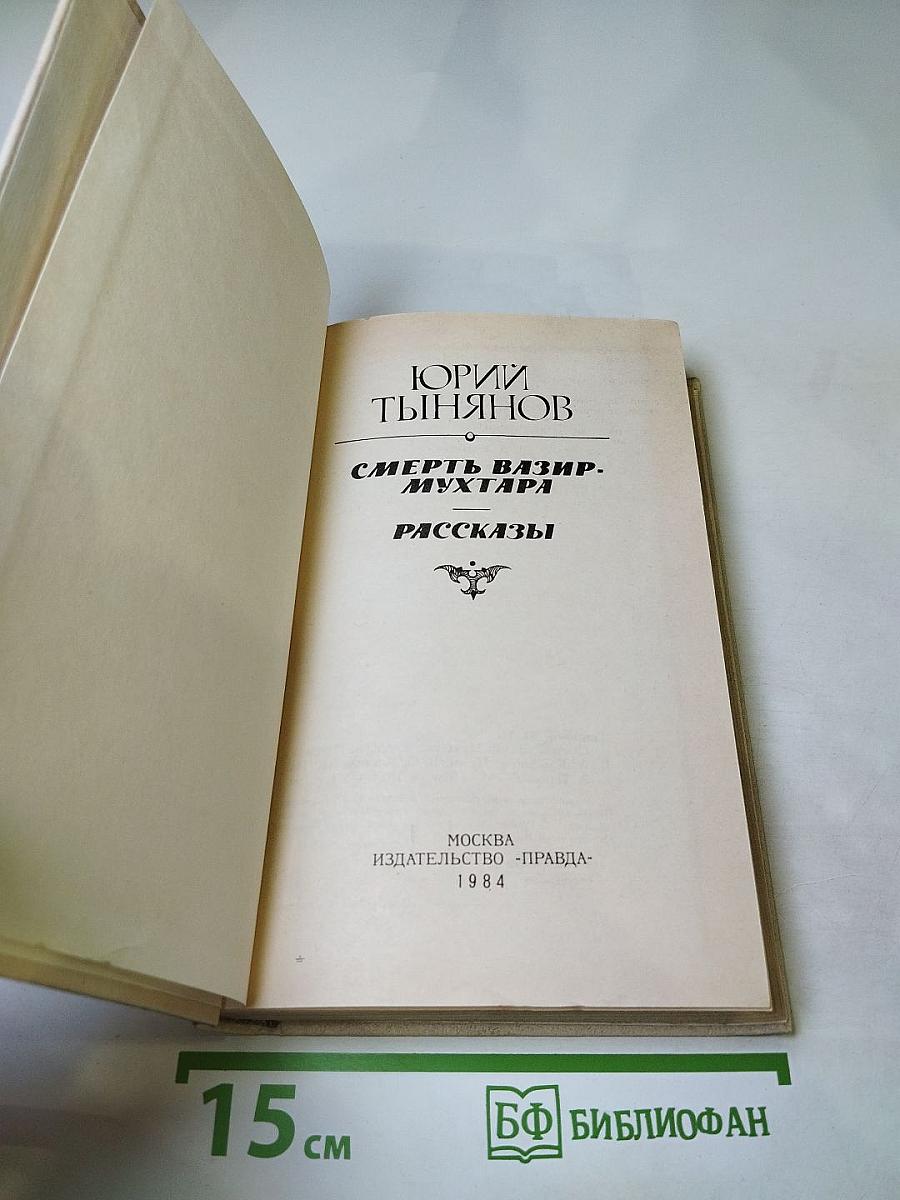 ЮРИЙ
ТЫНЯНОВ
СМЕРТЬ ВАЗИР-
МУХТАРА
РАССКАЗЫ
МОСКВА
ИЗДАТЕЛЬСТВО «ПРАВДА»
1984
15 см
БФ БИБЛИОФАН